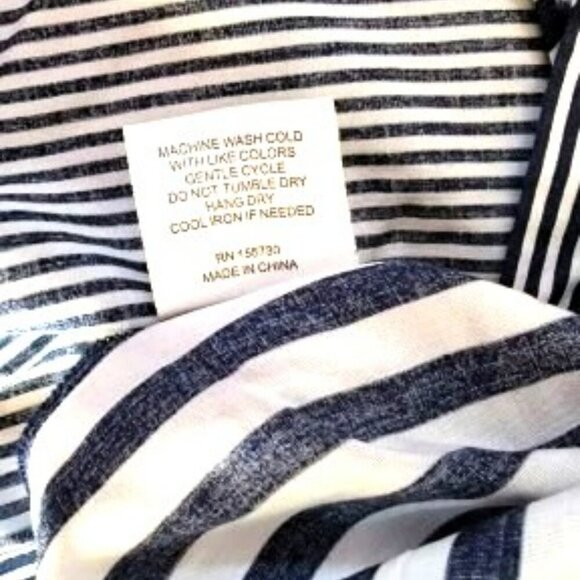 MACHINE WASH COLD
WITH LIKE COLORS
GENTLE CYCLE
DO NOT TUMBLE DRY
HANG DRY
COOL IRON IF NEEDED
RN 156730
MADE IN CHINA